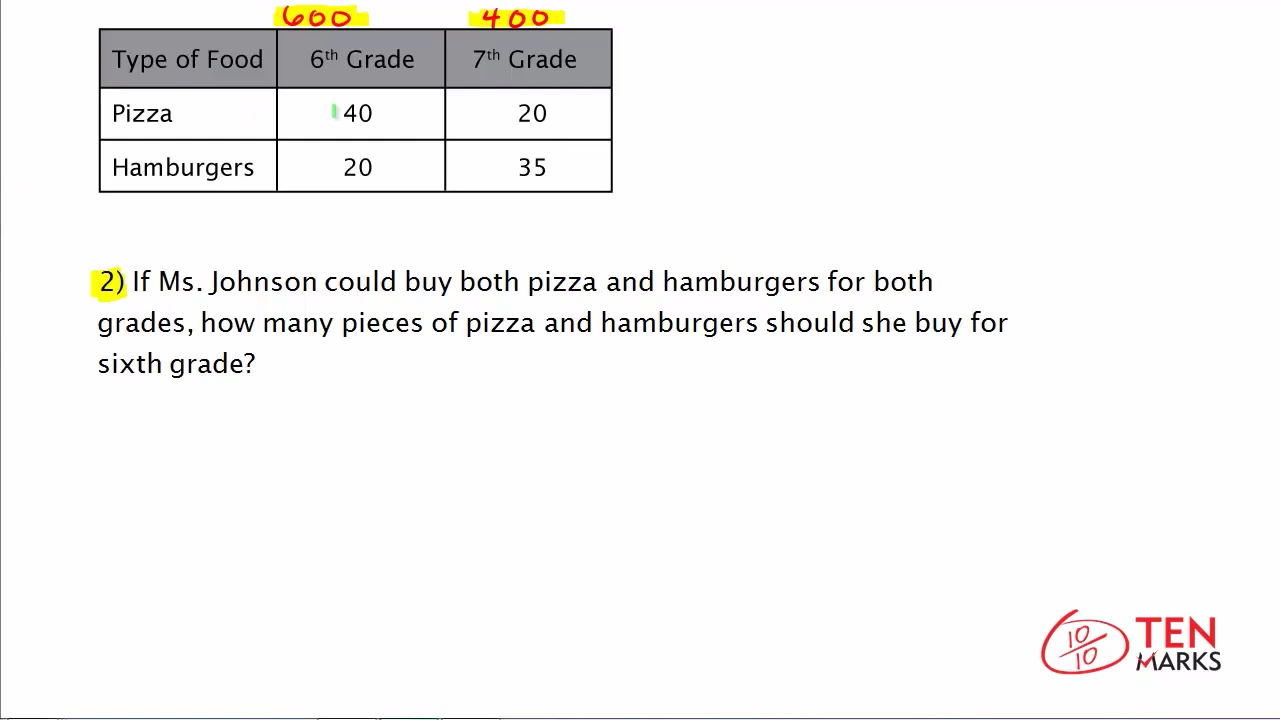 600 400
Type of Food 6th Grade 7th Grade
Pizza 40 20
Hamburgers 20 35
2) If Ms. Johnson could buy both pizza and hamburgers for both
grades, how many pieces of pizza and hamburgers should she buy for
sixth grade?
10/10 TEN
MARKS